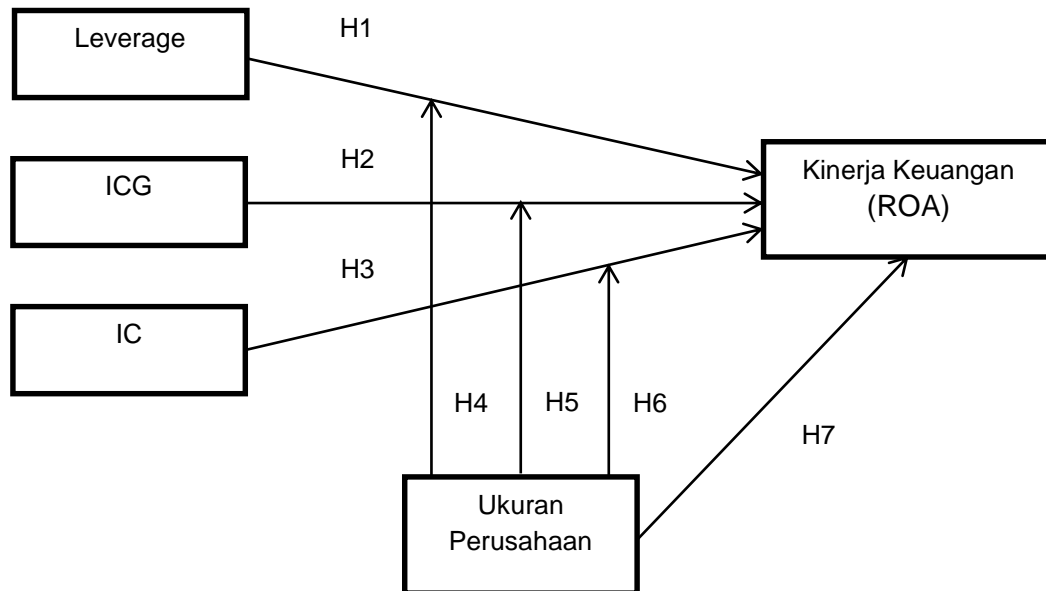 Leverage
H1
ICG
H2
Kinerja Keuangan
(ROA)
H3
IC
H4
H5
H6
H7
Ukuran
Perusahaan